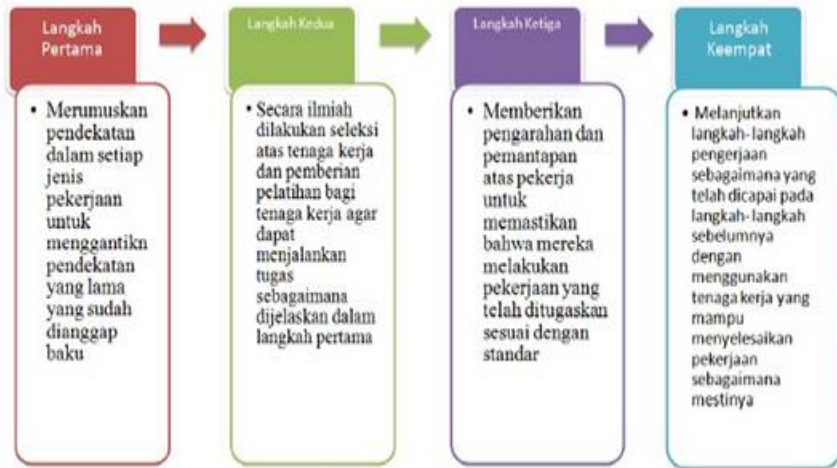 Langkah
Pertama
Merumuskan
pendekatan
dalam setiap
jenis
pekerjaan
untuk
menggantikn
pendekatan
yang lama
yang sudah
dianggap
baku
Langkah Kedua
Secara ilmiah
dilakukan seleksi
atas tenaga kerja
dan pemberian
pelatihan bagi
tenaga kerja agar
dapat
menjalankan
tugas
sebagaimana
dijelaskan dalam
langkah pertama
Langkah Ketiga
Memberikan
pengarahan dan
pemantapan
atas pekerja
untuk
memastikan
bahwa mereka
melakukan
pekerjaan yang
telah ditugaskan
sesuai dengan
standar
Langkah
Keempat
Melanjutkan
langkah-langkah
pengerjaan
sebagaimana yang
telah dicapai pada
langkah-langkah
sebelumnya
dengan
menggunakan
tenaga kerja yang
mampu
menyelesaikan
pekerjaan
sebagaimana
mestinya